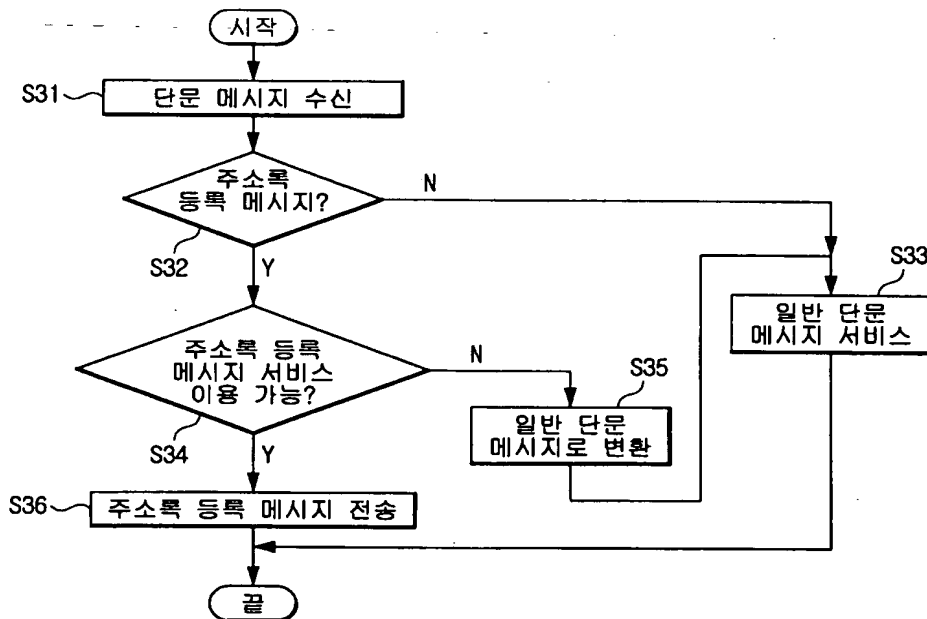 시작
S31
단문 메시지 수신
주소록
등록 메시지?
N
S32
Y
S33
일반 단문
메시지 서비스
주소록 등록
메시지 서비스
이용 가능?
N
S35
일반 단문
메시지로 변환
S34
Y
S36
주소록 등록 메시지 전송
끝